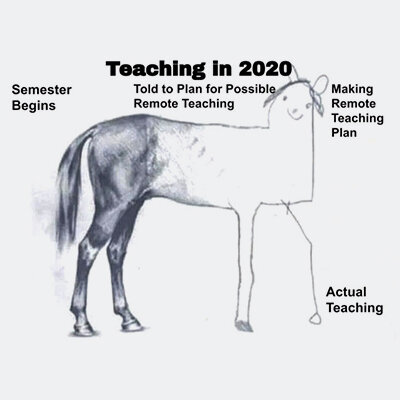 Teaching in 2020
Semester
Begins
Told to Plan for Possible
Remote Teaching
Making
Remote
Teaching
Plan
Actual
Teaching